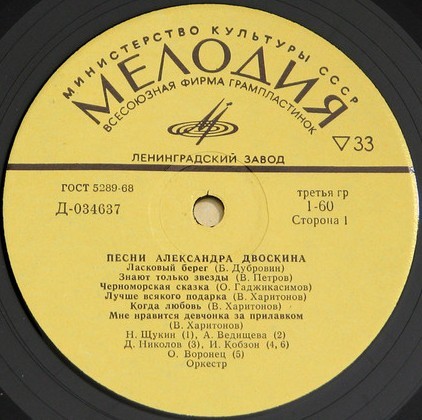 МИНИСТЕРСТВО КУЛЬТУРЫ СССР
МЕЛОДИЯ
ВСЕСОЮЗНАЯ ФИРМА ГРАМПЛАСТИНОК
▽33
ЛЕНИНГРАДСКИЙ ЗАВОД
ГОСТ 5289-68
третья гр
Д-034637
1-60
Сторона 1
ПЕСНИ АЛЕКСАНДРА ДВОСКИНА
Ласковый берег (Б. Дубровин)
Знают только звезды (В. Петров)
Черноморская сказка (О. Гаджикасимов)
Лучше всякого подарка (В. Харитонов)
Когда любовь (В. Харитонов)
Мне нравится девчонка за прилавком
(В. Харитонов)
Н. Щукин (1), А. Ведищева (2)
Д. Николов (3), И. Кобзон (4, 6)
О. Воронец (5)
Оркестр